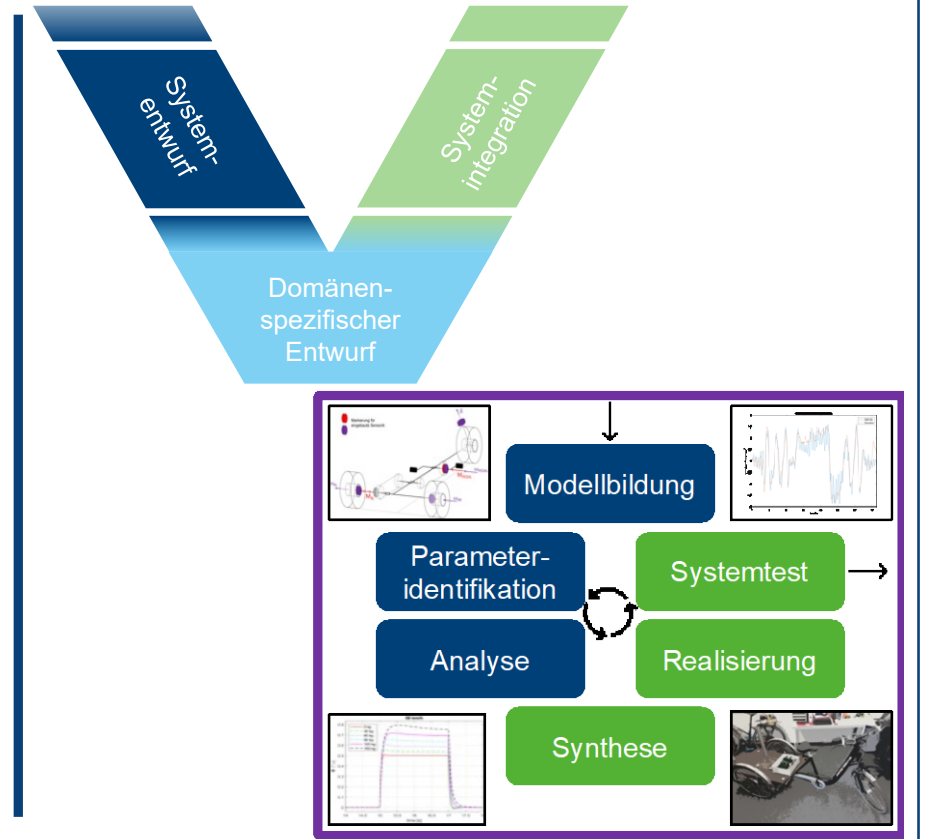 System-
entwurf
System-
integration
Domänen-
spezifischer
Entwurf
Modellbildung
Parameter-
identifikation
Systemtest
Analyse
Realisierung
Synthese